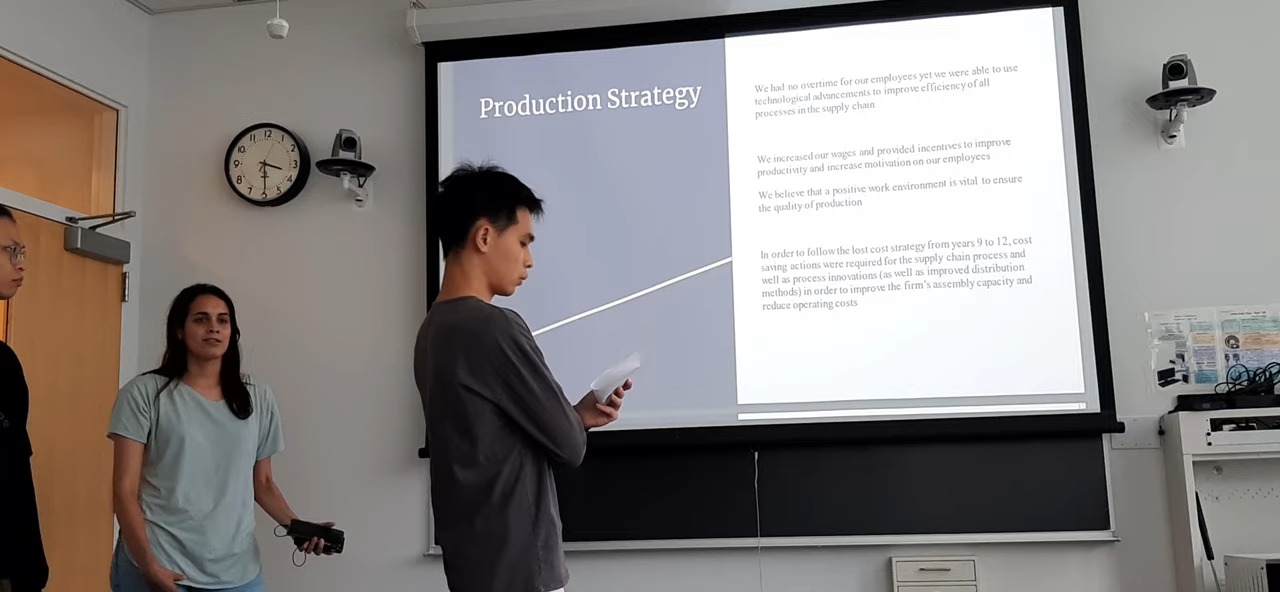 Production Strategy
We had no overtime for our employees yet we were able to use
technological advancements to improve efficiency of all
processes in the supply chain
We increased our wages and provided incentives to improve
productivity and increase motivation on our employees
We believe that a positive work environment is vital to ensure
the quality of production
In order to follow the lost cost strategy from years 9 to 12, cost
saving actions were required for the supply chain process and
well as process innovations (as well as improved distribution
methods) in order to improve the firm's assembly capacity and
reduce operating costs